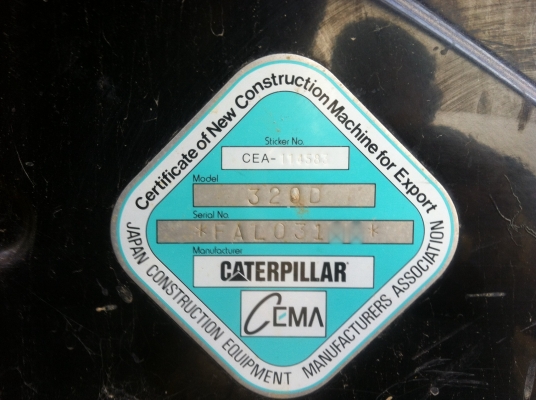 Certificate of New Construction Machine for Export
Sticker No.
CEA-
Model
320D
Serial No.
Manufacturer
CATERPILLAR
CEMA
JAPAN CONSTRUCTION EQUIPMENT MANUFACTURERS ASSOCIATION